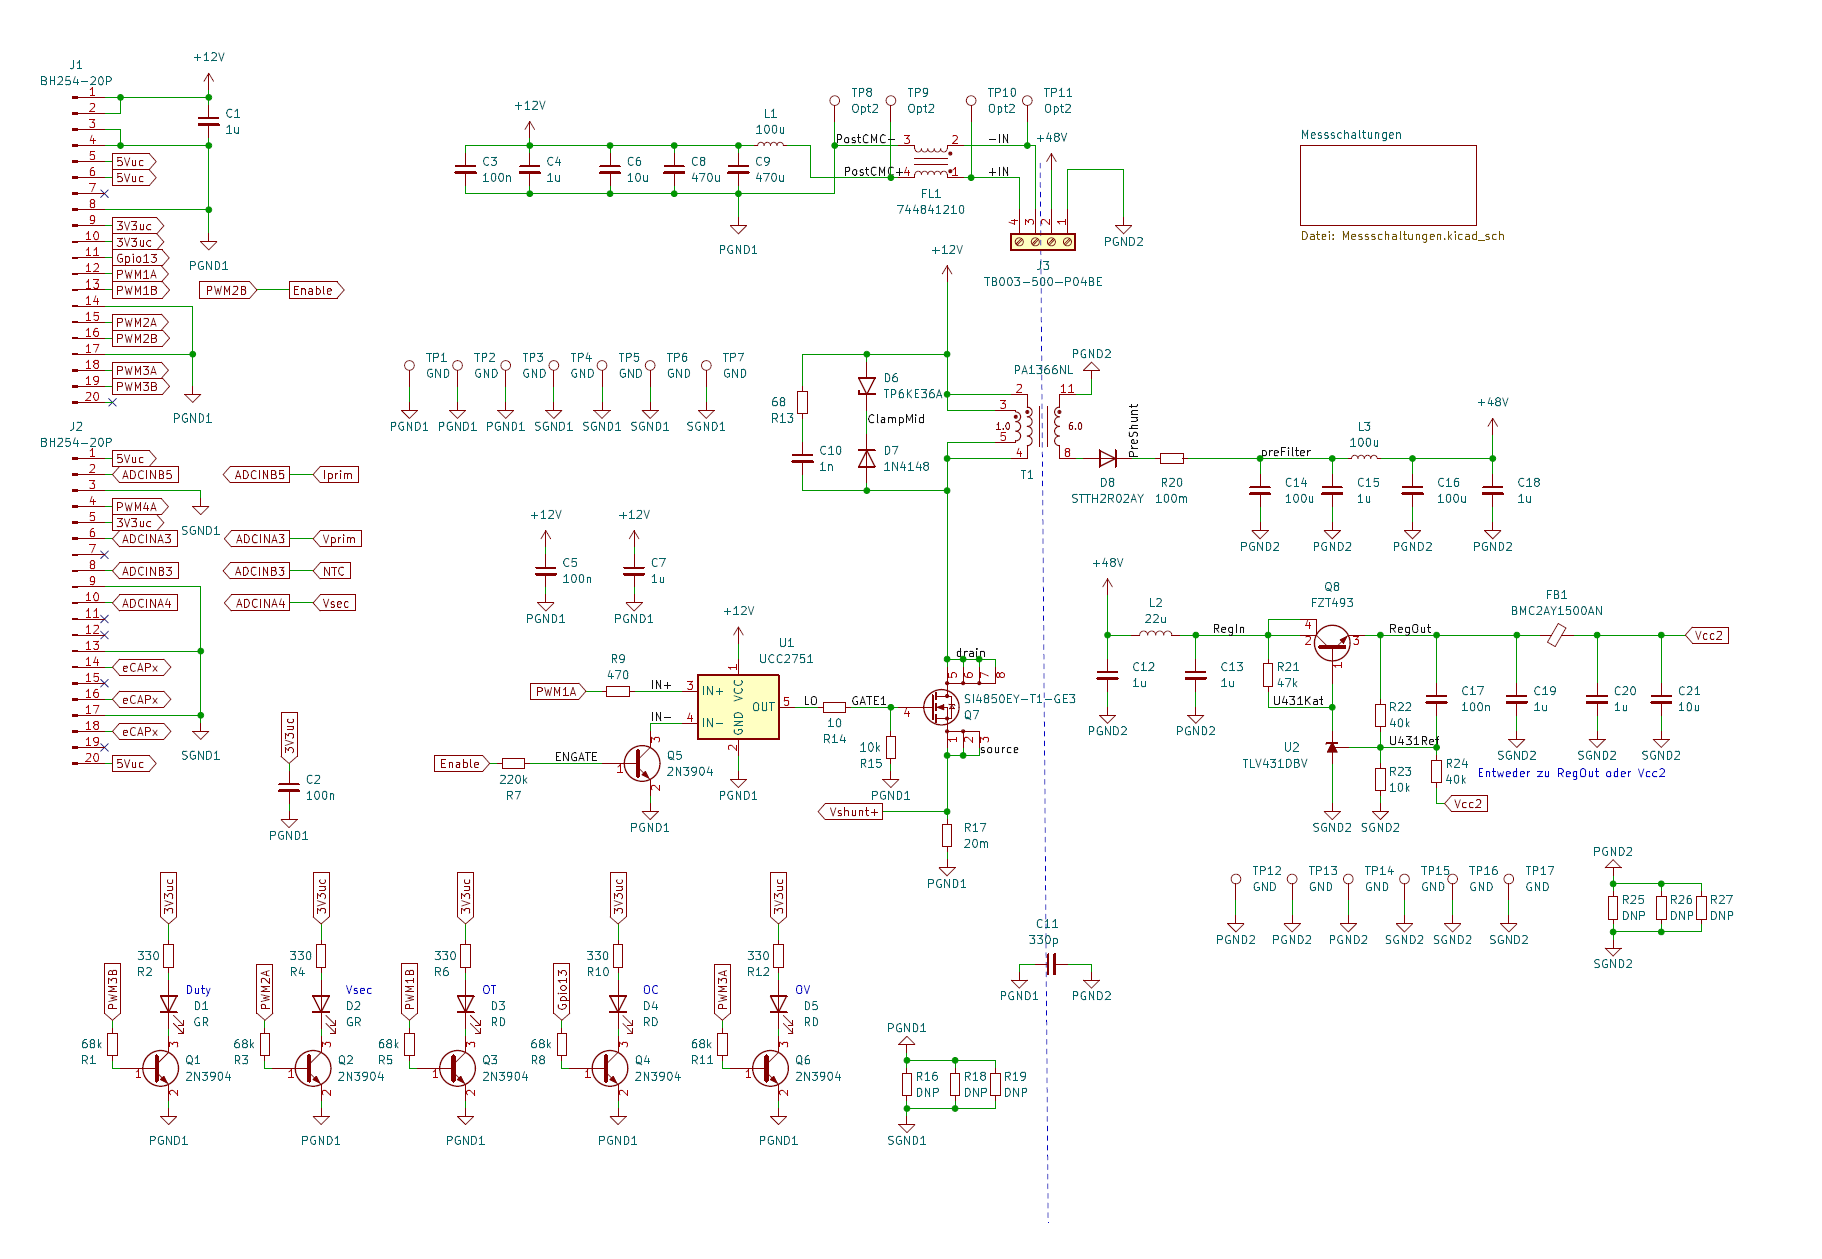 J1
BH254-20P
+12V
1
2
3
4
5
6
7
8
9
10
11
12
13
14
15
16
17
18
19
20
5Vuc
5Vuc
3V3uc
3V3uc
Gpio13
PWM1A
PWM1B
PWM2A
PWM2B
PWM3A
PWM3B
C1
1u
PGND1
PWM2B
Enable
PGND1
J2
BH254-20P
1
2
3
4
5
6
7
8
9
10
11
12
13
14
15
16
17
18
19
20
5Vuc
ADCINB5
PWM4A
3V3uc
ADCINA3
ADCINB3
ADCINA4
eCAPx
eCAPx
eCAPx
5Vuc
SGND1
SGND1
ADCINB5
Iprim
ADCINA3
Vprim
ADCINB3
NTC
ADCINA4
Vsec
3V3uc
C2
100n
PGND1
+12V
C3
100n
C4
1u
C6
10u
C8
470u
C9
470u
L1
100u
PGND1
TP8
Opt2
TP9
Opt2
TP10
Opt2
TP11
Opt2
PostCMC-
3
2
-IN
PostCMC+
4
1
+IN
FL1
744841210
+48V
4
3
2
1
PGND2
J3
TB003-500-P04BE
Messschaltungen
Datei: Messschaltungen.kicad_sch
TP1
GND
TP2
GND
TP3
GND
TP4
GND
TP5
GND
TP6
GND
TP7
GND
PGND1
PGND1
PGND1
SGND1
SGND1
PGND1
SGND1
+12V
68
R13
C10
1n
D6
TP6KE36A
ClampMid
D7
1N4148
PGND2
PA1366NL
2
3
5
4
11
8
1.0
6.0
T1
D8
STTH2R02AY
PreShunt
R20
100m
preFilter
L3
100u
+48V
C14
100u
C15
1u
C16
100u
C18
1u
PGND2
PGND2
PGND2
PGND2
+12V
C5
100n
PGND1
+12V
C7
1u
PGND1
+12V
U1
UCC2751
R9
470
PWM1A
IN+
3
IN+
IN-
4
IN-
1
VCC
GND
2
OUT
5
PGND1
Enable
220k
R7
ENGATE
1
3
2
Q5
2N3904
PGND1
LO
10
R14
GATE1
10k
R15
PGND1
drain
5
6
7
8
4
1
2
3
SI4850EY-T1-GE3
Q7
source
Vshunt+
R17
20m
PGND1
+48V
L2
22u
C12
1u
PGND2
C13
1u
PGND2
RegIn
R21
47k
U431Kat
Q8
FZT493
4
3
1
RegOut
U2
TLV431DBV
R22
40k
U431Ref
R23
10k
C17
100n
R24
40k
Vcc2
SGND2
SGND2
FB1
BMC2AY1500AN
C19
1u
C20
1u
C21
10u
Vcc2
SGND2
SGND2
SGND2
Entweder zu RegOut oder Vcc2
TP12
GND
TP13
GND
TP14
GND
TP15
GND
TP16
GND
TP17
GND
PGND2
PGND2
PGND2
SGND2
SGND2
SGND2
PGND2
R25
DNP
R26
DNP
R27
DNP
SGND2
C11
330p
PGND1
PGND2
PGND1
R16
DNP
R18
DNP
R19
DNP
SGND1
3V3uc
330
R2
PWM3B
Duty
D1
GR
68k
R1
1
3
2
Q1
2N3904
PGND1
3V3uc
330
R4
PWM2A
Vsec
D2
GR
68k
R3
1
3
2
Q2
2N3904
PGND1
3V3uc
330
R6
PWM1B
OT
D3
RD
68k
R5
1
3
2
Q3
2N3904
PGND1
3V3uc
330
R10
Gpio13
OC
D4
RD
68k
R8
1
3
2
Q4
2N3904
PGND1
3V3uc
330
R12
PWM3A
OV
D5
RD
68k
R11
1
3
2
Q6
2N3904
PGND1